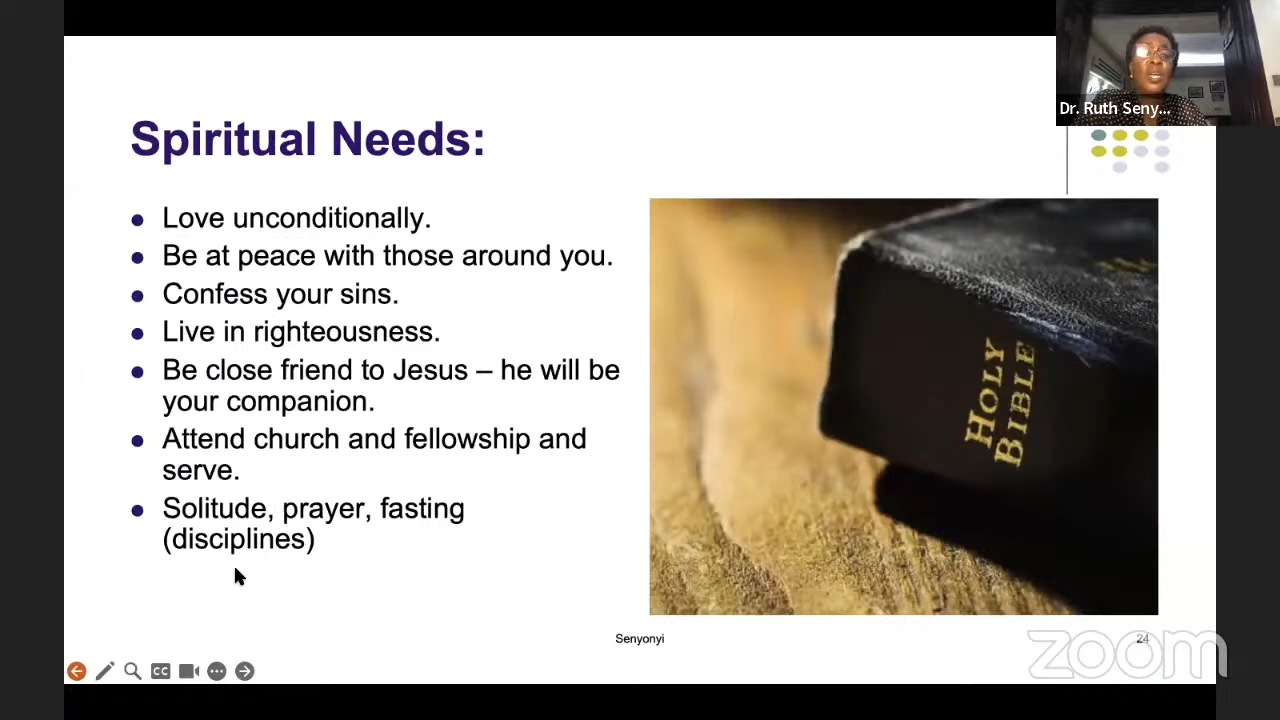 Dr. Ruth Seny...
Spiritual Needs:
Love unconditionally.
Be at peace with those around you.
Confess your sins.
Live in righteousness.
Be close friend to Jesus – he will be
your companion.
Attend church and fellowship and
serve.
Solitude, prayer, fasting
(disciplines)
HOLY
BIBLE
Senyonyi
24
zoom
CC